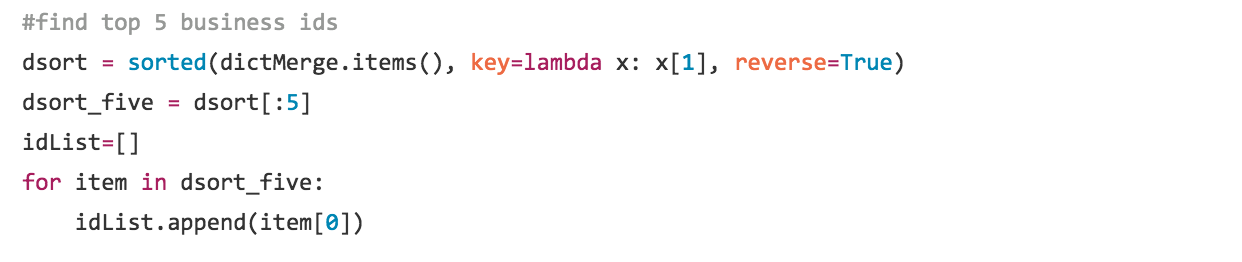 #find top 5 business ids
dsort = sorted(dictMerge.items(), key=lambda x: x[1], reverse=True)
dsort_five = dsort[:5]
idList=[]
for item in dsort_five:
    idList.append(item[0])